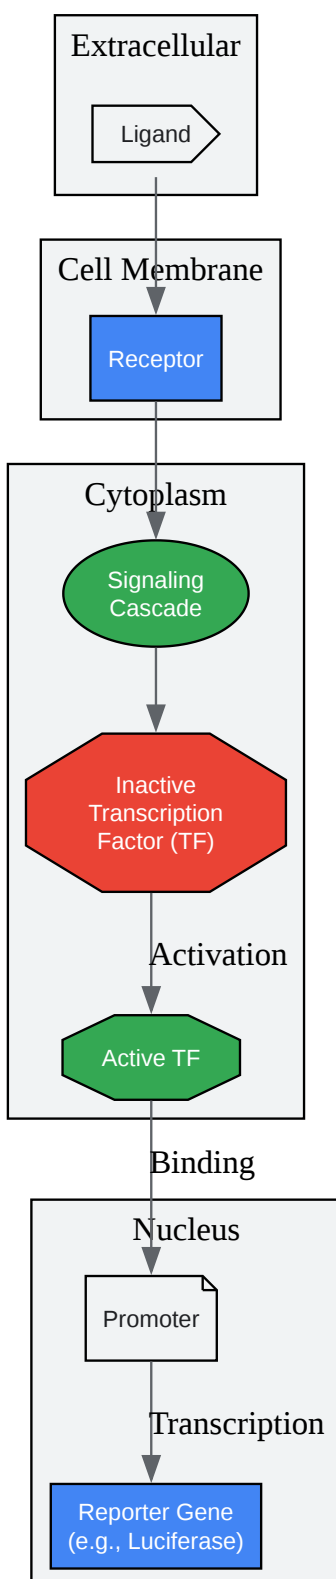 Extracellular
Ligand
Cell Membrane
Receptor
Cytoplasm
Signaling
Cascade
Inactive
Transcription
Factor (TF)
Activation
Active TF
Binding
Nucleus
Promoter
Transcription
Reporter Gene
(e.g., Luciferase)